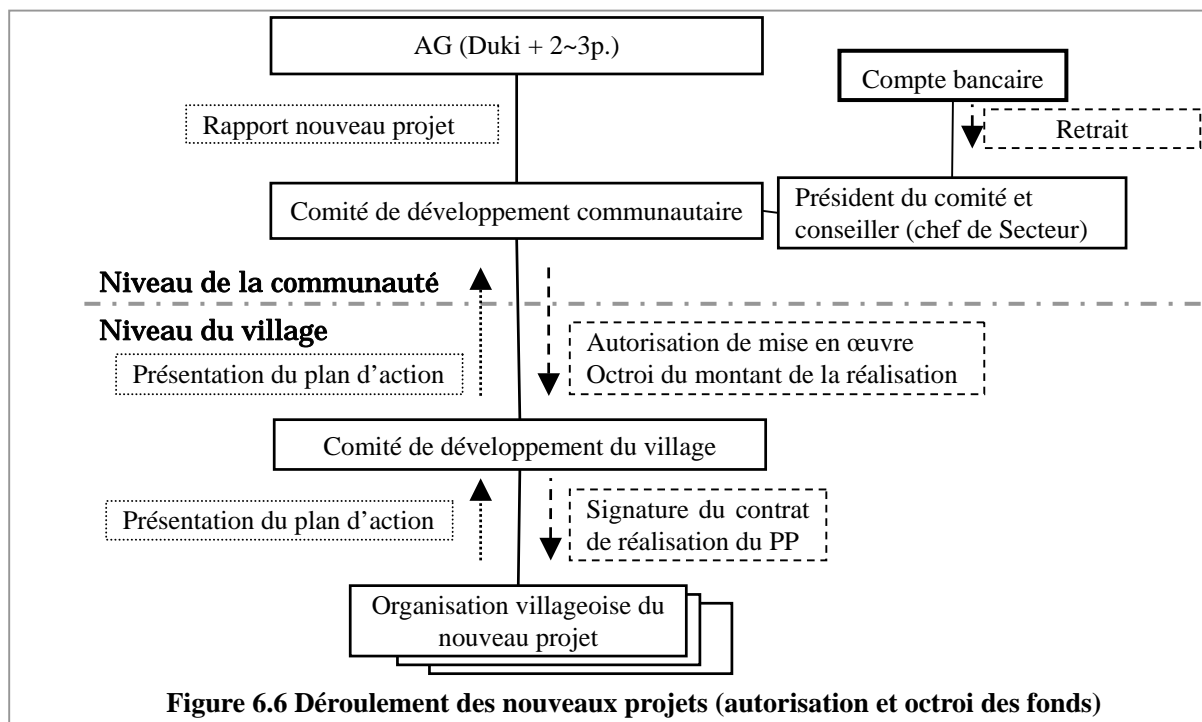 AG (Duki + 2~3p.)
Compte bancaire
Rapport nouveau projet
Retrait
Comité de développement communautaire
Président du comité et
conseiller (chef de Secteur)
Niveau de la communauté
Niveau du village
Présentation du plan d’action
Autorisation de mise en œuvre
Octroi du montant de la réalisation
Comité de développement du village
Présentation du plan d’action
Signature du contrat
de réalisation du PP
Organisation villageoise du
nouveau projet
Figure 6.6 Déroulement des nouveaux projets (autorisation et octroi des fonds)